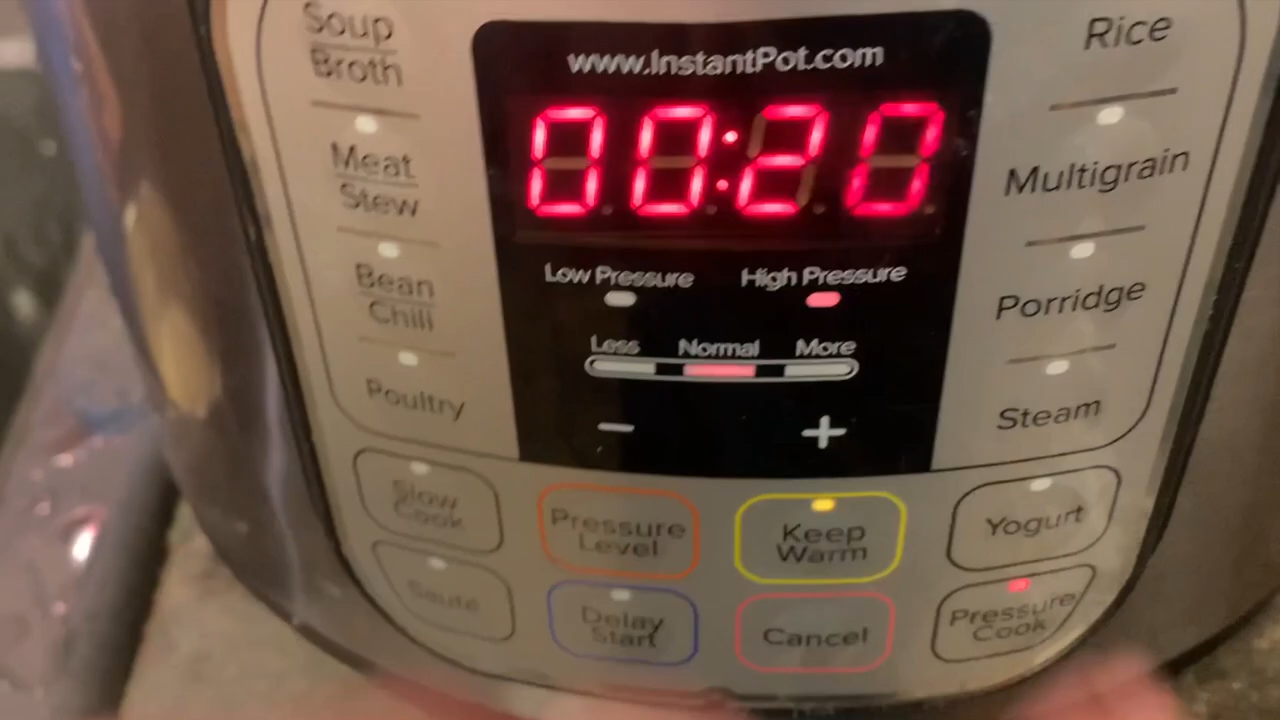 Soup
Broth
Meat
Stew
Bean
Chili
Poultry
www.InstantPot.com
00:20
Low Pressure High Pressure
Less Normal More
- +
Rice
Multigrain
Porridge
Steam
Slow
Cook
Pressure
Level
Keep
Warm
Yogurt
Saute
Delay
Start
Cancel
Pressure
Cook